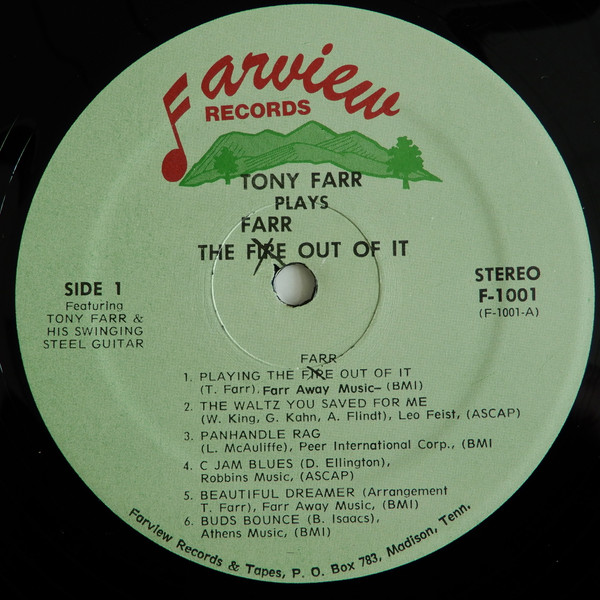 Farview
RECORDS
TONY FARR
PLAYS
FARR
THE FIRE OUT OF IT
SIDE 1
Featuring
TONY FARR &
HIS SWINGING
STEEL GUITAR
STEREO
F-1001
(F-1001-A)
FARR
1. PLAYING THE FIRE OUT OF IT
(T. Farr), Farr Away Music— (BMI)
2. THE WALTZ YOU SAVED FOR ME
(W. King, G. Kahn, A. Flindt), Leo Feist, (ASCAP)
3. PANHANDLE RAG
(L. McAuliffe), Peer International Corp., (BMI
4. C JAM BLUES (D. Ellington),
Robbins Music, (ASCAP)
5. BEAUTIFUL DREAMER (Arrangement
T. Farr), Farr Away Music, (BMI)
6. BUDS BOUNCE (B. Isaacs),
Athens Music, (BMI)
Farview Records & Tapes, P. O. Box 783, Madison, Tenn.